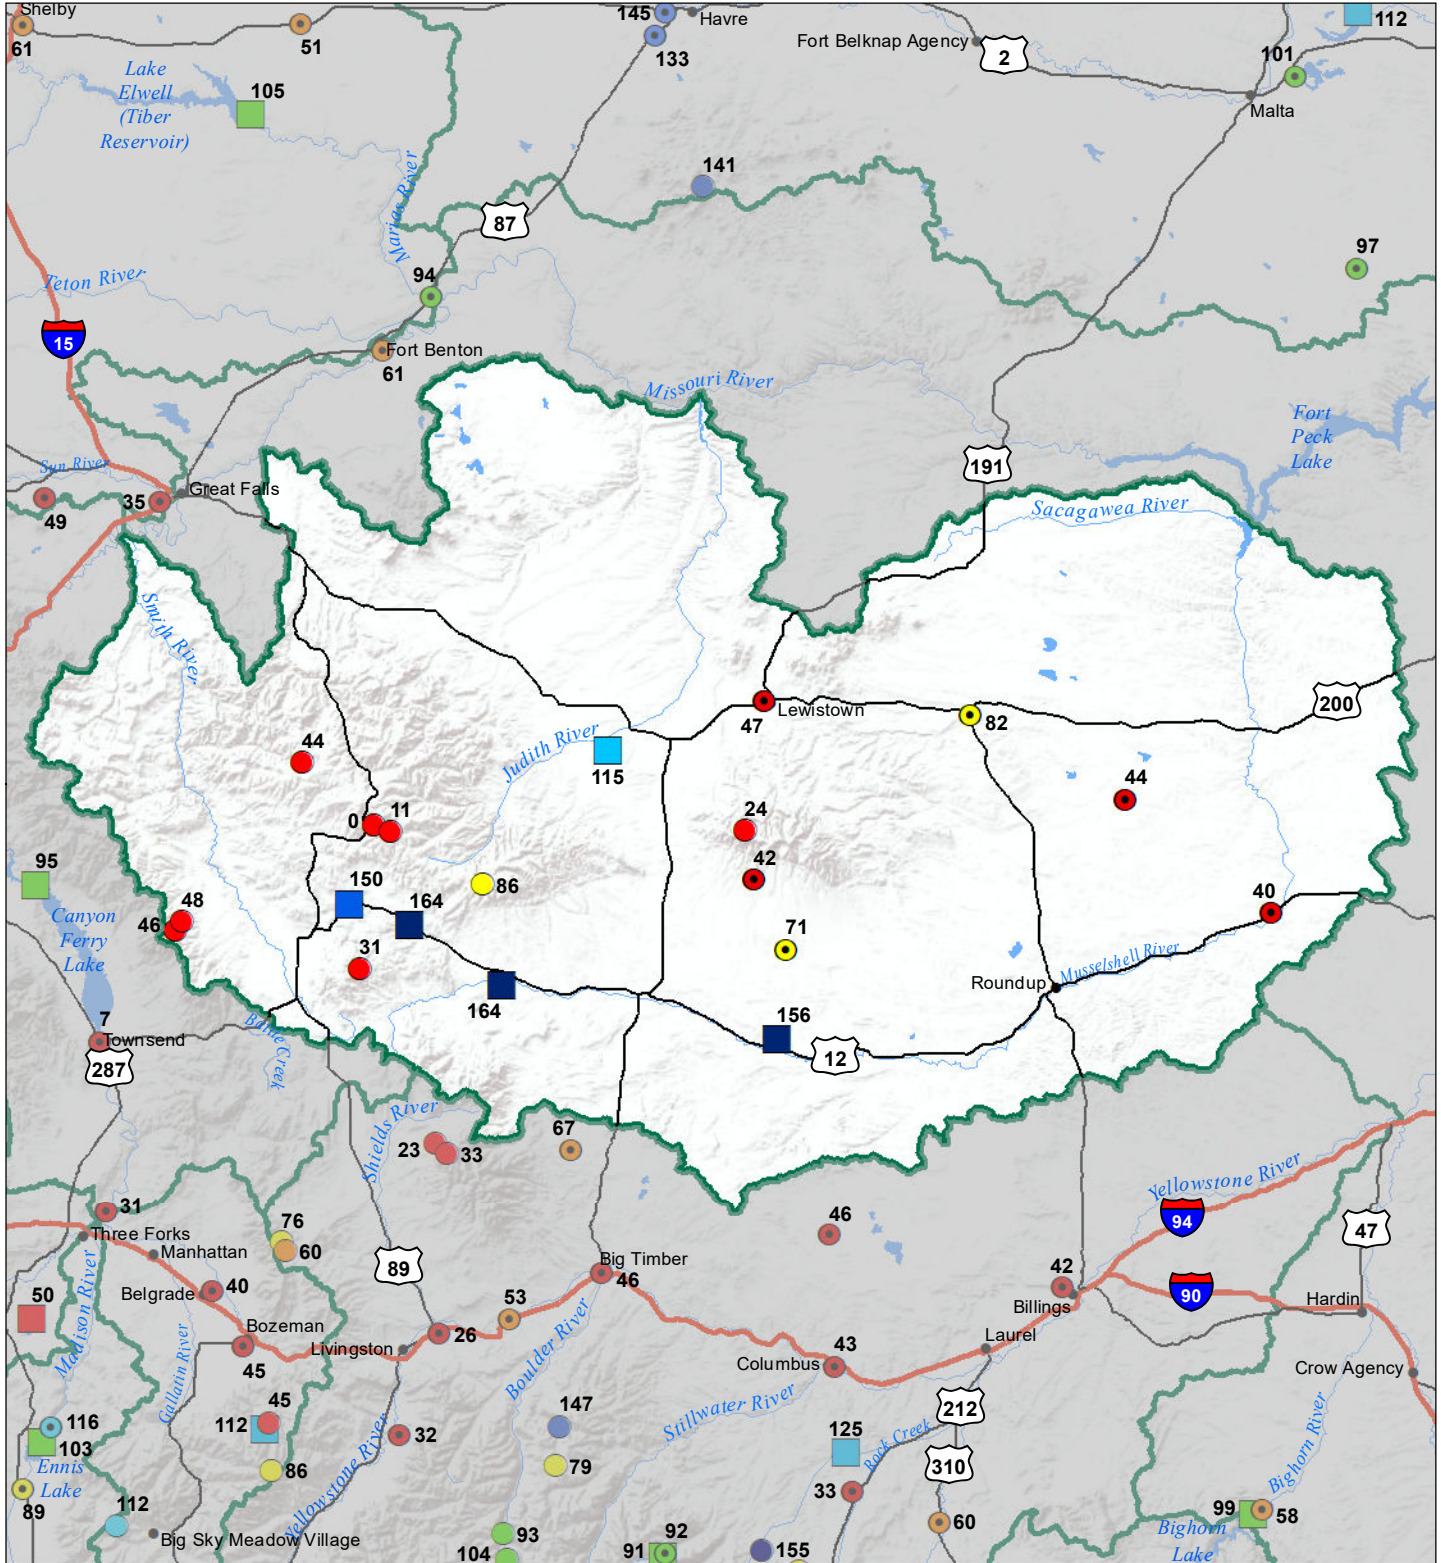 Shelby
61
51
145
Havre
133
Fort Belknap Agency
2
112
101
Malta
Lake
Elwell
(Tiber
Reservoir)
105
Marias River
141
87
97
Teton River
94
15
Fort Benton
61
Missouri River
Fort
Peck
Lake
191
Sun River
49
35
Great Falls
Sacagawea River
Smith River
200
47
Lewistown
82
44
Judith River
115
44
0
11
24
42
95
150
164
86
48
46
40
Canyon
Ferry
Lake
31
71
Musselshell River
Roundup
164
156
12
7
Townsend
287
Battle Creek
Shields River
23
33
67
Yellowstone River
94
47
31
Three Forks
76
60
Manhattan
46
89
Big Timber
46
42
Billings
90
Hardin
Belgrade
40
50
Madison River
Bozeman
45
Gallatin River
Livingston
26
53
Boulder River
Laurel
Columbus
43
Crow Agency
116
103
Ennis
Lake
45
112
32
147
Stillwater River
212
125
Rock Creek
310
79
86
Yellowstone River
89
112
Big Sky Meadow Village
93
104
92
91
155
33
60
Bighorn River
99
58
Bighorn
Lake